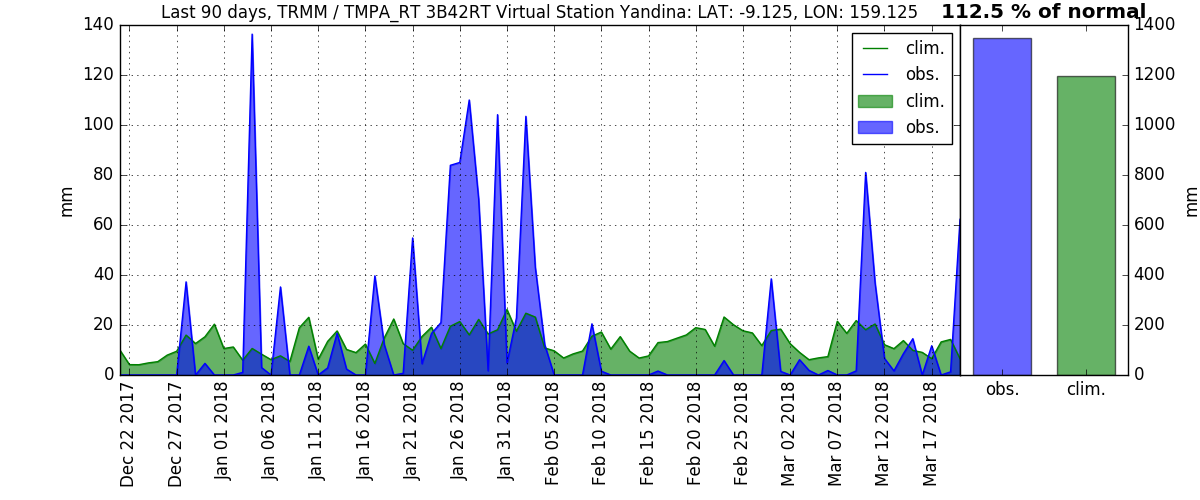 Last 90 days, TRMM / TMPA_RT 3B42RT Virtual Station Yandina: LAT: -9.125, LON: 159.125
112.5 % of normal
mm
140
120
100
80
60
40
20
0
clim.
obs.
clim.
obs.
1400
1200
1000
800
600
400
200
0
mm
Dec 22 2017
Dec 27 2017
Jan 01 2018
Jan 06 2018
Jan 11 2018
Jan 16 2018
Jan 21 2018
Jan 26 2018
Jan 31 2018
Feb 05 2018
Feb 10 2018
Feb 15 2018
Feb 20 2018
Feb 25 2018
Mar 02 2018
Mar 07 2018
Mar 12 2018
Mar 17 2018
obs.
clim.